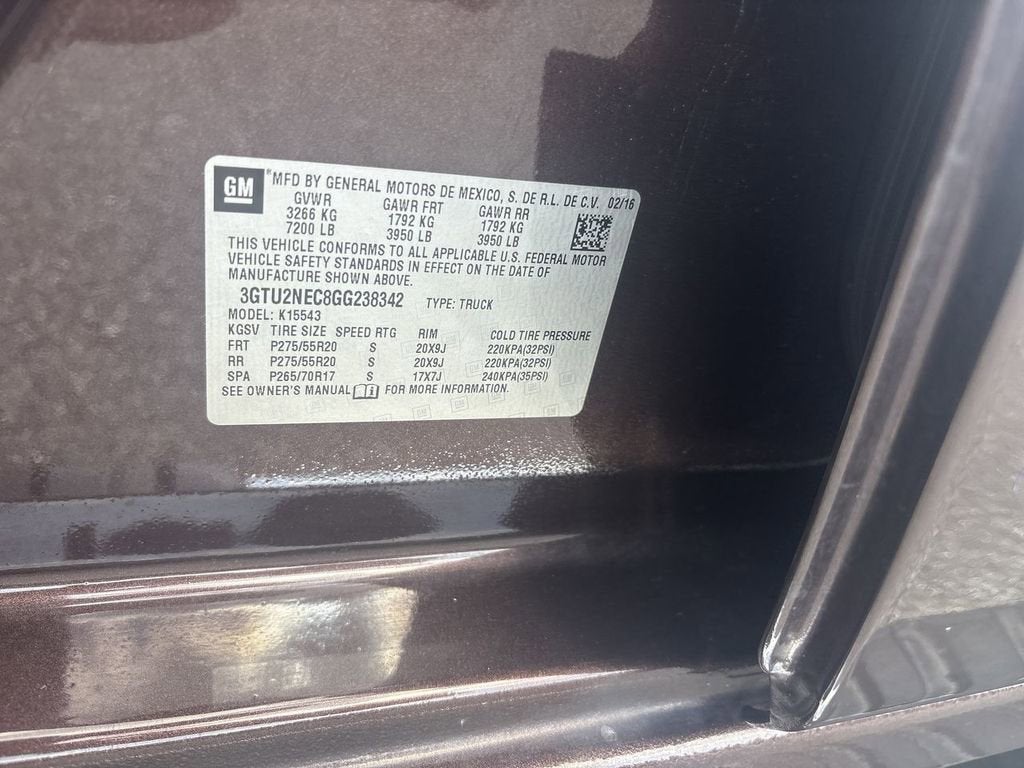 GM *MFD BY GENERAL MOTORS DE MEXICO, S. DE R.L. DE C.V. 02/16
GVWR GAWR FRT GAWR RR
3266 KG 1792 KG 1792 KG
7200 LB 3950 LB 3950 LB
THIS VEHICLE CONFORMS TO ALL APPLICABLE U.S. FEDERAL MOTOR
VEHICLE SAFETY STANDARDS IN EFFECT ON THE DATE OF
MANUFACTURE SHOWN ABOVE.
3GTU2NEC8GG238342 TYPE: TRUCK
MODEL: K15543
KGSV TIRE SIZE SPEED RTG RIM COLD TIRE PRESSURE
FRT P275/55R20 S 20X9J 220KPA(32PSI)
RR P275/55R20 S 20X9J 220KPA(32PSI)
SPA P265/70R17 S 17X7J 240KPA(35PSI)
SEE OWNER'S MANUAL i FOR MORE INFORMATION.